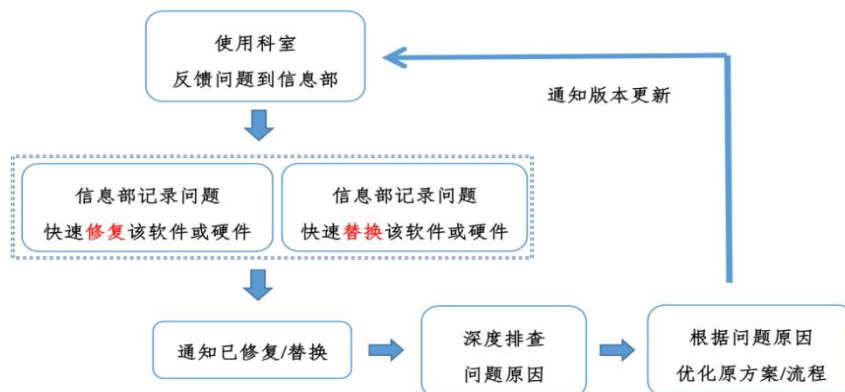 使用科室
反馈问题到信息部
通知版本更新
信息部记录问题
快速修复该软件或硬件
信息部记录问题
快速替换该软件或硬件
通知已修复/替换
深度排查
问题原因
根据问题原因
优化原方案/流程